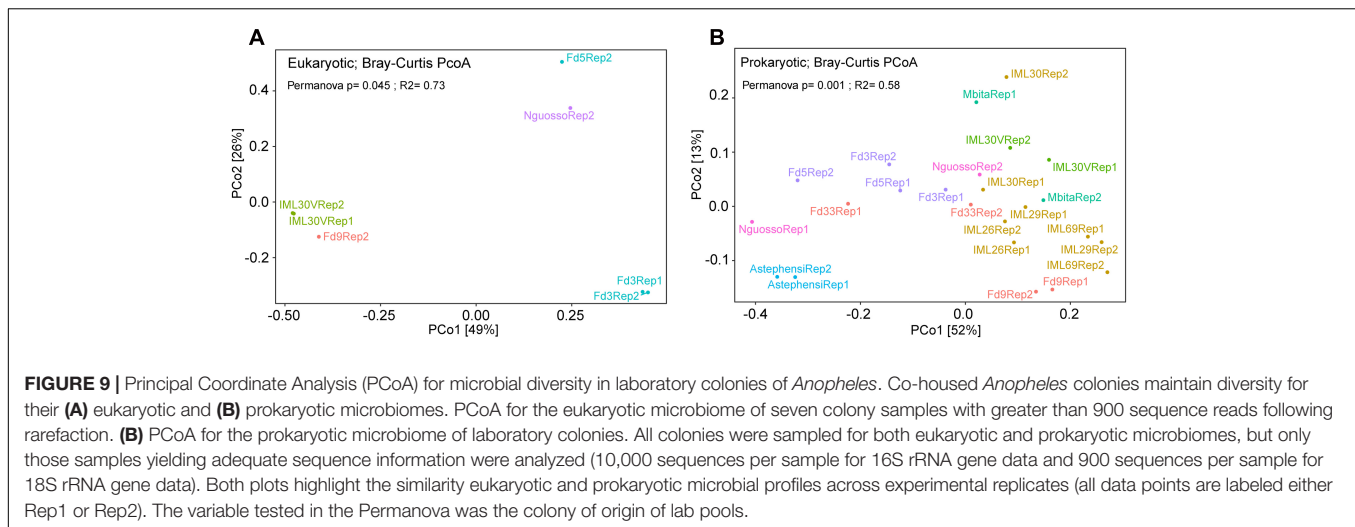 A
Eukaryotic; Bray-Curtis PcoA
Permanova p= 0.045 ; R2= 0.73
Fd5Rep2
NguossoRep2
IML30VRep2
IML30VRep1
Fd9Rep2
Fd3Rep1
Fd3Rep2
0.4
0.2
0.0
-0.2
PCo2 [26%]
-0.50
-0.25
0.00
0.25
PCo1 [49%]
B
Prokaryotic; Bray-Curtis PCoA
Permanova p= 0.001 ; R2= 0.58
IML30Rep2
MbitaRep1
IML30VRep2
IML30VRep1
Fd3Rep2
NguossoRep2
Fd5Rep2
Fd5Rep1
Fd3Rep1
IML30Rep1
MbitaRep2
Fd33Rep1
Fd33Rep2
IML29Rep1
NguossoRep1
IML26Rep2
IML69Rep1
IML26Rep1
IML29Rep2
IML69Rep2
AstephensiRep2
AstephensiRep1
Fd9Rep1
Fd9Rep2
0.2
0.1
0.0
-0.1
PCo2 [13%]
-0.4
-0.2
0.0
0.2
PCo1 [52%]
FIGURE 9 | Principal Coordinate Analysis (PCoA) for microbial diversity in laboratory colonies of Anopheles. Co-housed Anopheles colonies maintain diversity for
their (A) eukaryotic and (B) prokaryotic microbiomes. PCoA for the eukaryotic microbiome of seven colony samples with greater than 900 sequence reads following
rarefaction. (B) PCoA for the prokaryotic microbiome of laboratory colonies. All colonies were sampled for both eukaryotic and prokaryotic microbiomes, but only
those samples yielding adequate sequence information were analyzed (10,000 sequences per sample for 16S rRNA gene data and 900 sequences per sample for
18S rRNA gene data). Both plots highlight the similarity eukaryotic and prokaryotic microbial profiles across experimental replicates (all data points are labeled either
Rep1 or Rep2). The variable tested in the Permanova was the colony of origin of lab pools.